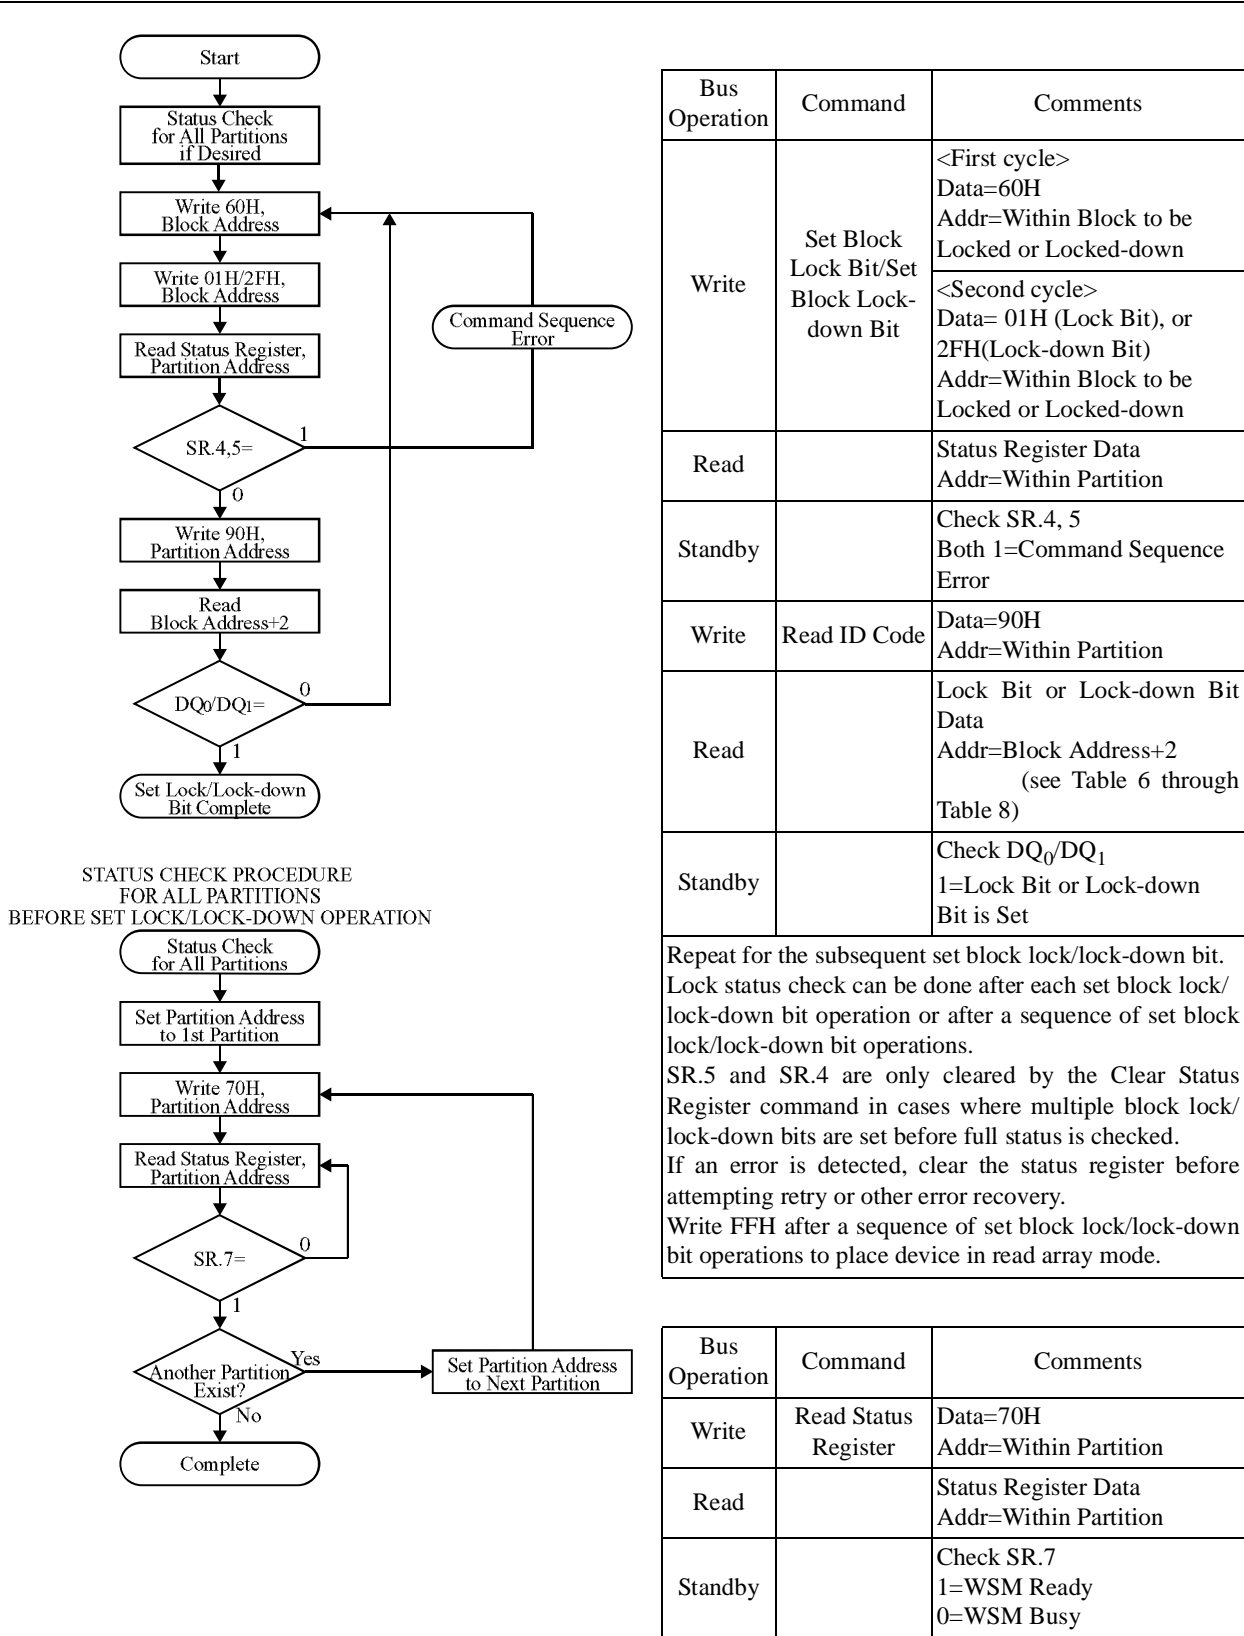 Start
Status Check
for All Partitions
if Desired
Write 60H,
Block Address
Write 01H/2FH,
Block Address
Command Sequence
Error
Read Status Register,
Partition Address
SR.4,5=
1
0
Write 90H,
Partition Address
Read
Block Address+2
DQ0/DQ1=
0
1
Set Lock/Lock-down
Bit Complete
STATUS CHECK PROCEDURE
FOR ALL PARTITIONS
BEFORE SET LOCK/LOCK-DOWN OPERATION
Status Check
for All Partitions
Set Partition Address
to 1st Partition
Write 70H,
Partition Address
Read Status Register,
Partition Address
SR.7=
0
1
Another Partition
Exist?
Yes
Set Partition Address
to Next Partition
No
Complete
Bus
Operation
Command
Comments
Write
Set Block
Lock Bit/Set
Block Lock-
down Bit
<First cycle>
Data=60H
Addr=Within Block to be
Locked or Locked-down
<Second cycle>
Data= 01H (Lock Bit), or
2FH(Lock-down Bit)
Addr=Within Block to be
Locked or Locked-down
Read
Status Register Data
Addr=Within Partition
Standby
Check SR.4, 5
Both 1=Command Sequence
Error
Write
Read ID Code
Data=90H
Addr=Within Partition
Read
Lock Bit or Lock-down Bit
Data
Addr=Block Address+2
(see Table 6 through
Table 8)
Standby
Check DQ0/DQ1
1=Lock Bit or Lock-down
Bit is Set
Repeat for the subsequent set block lock/lock-down bit.
Lock status check can be done after each set block lock/
lock-down bit operation or after a sequence of set block
lock/lock-down bit operations.
SR.5 and SR.4 are only cleared by the Clear Status
Register command in cases where multiple block lock/
lock-down bits are set before full status is checked.
If an error is detected, clear the status register before
attempting retry or other error recovery.
Write FFH after a sequence of set block lock/lock-down
bit operations to place device in read array mode.
Bus
Operation
Command
Comments
Write
Read Status
Register
Data=70H
Addr=Within Partition
Read
Status Register Data
Addr=Within Partition
Standby
Check SR.7
1=WSM Ready
0=WSM Busy